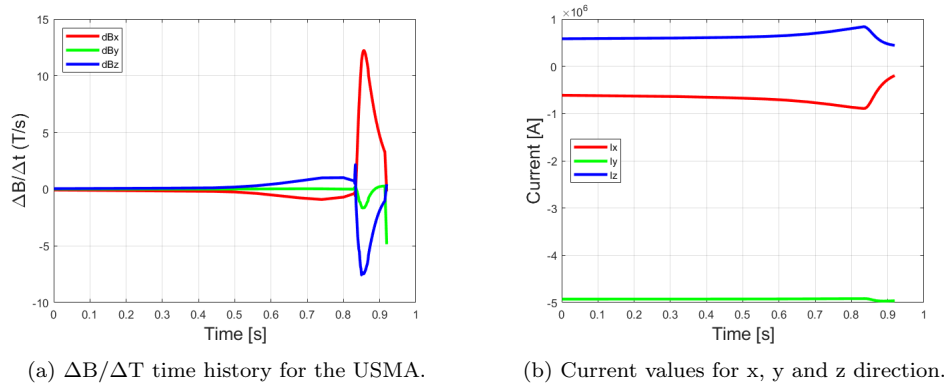 15
10
5
0
-5
-10
ΔB/Δt (T/s)
dBx
dBy
dBz
0 0.1 0.2 0.3 0.4 0.5 0.6 0.7 0.8 0.9 1
Time [s]
(a) ΔB/ΔT time history for the USMA.
×10⁶
1
0
-1
-2
-3
-4
-5
Current [A]
Ix
Iy
Iz
0 0.1 0.2 0.3 0.4 0.5 0.6 0.7 0.8 0.9 1
Time [s]
(b) Current values for x, y and z direction.